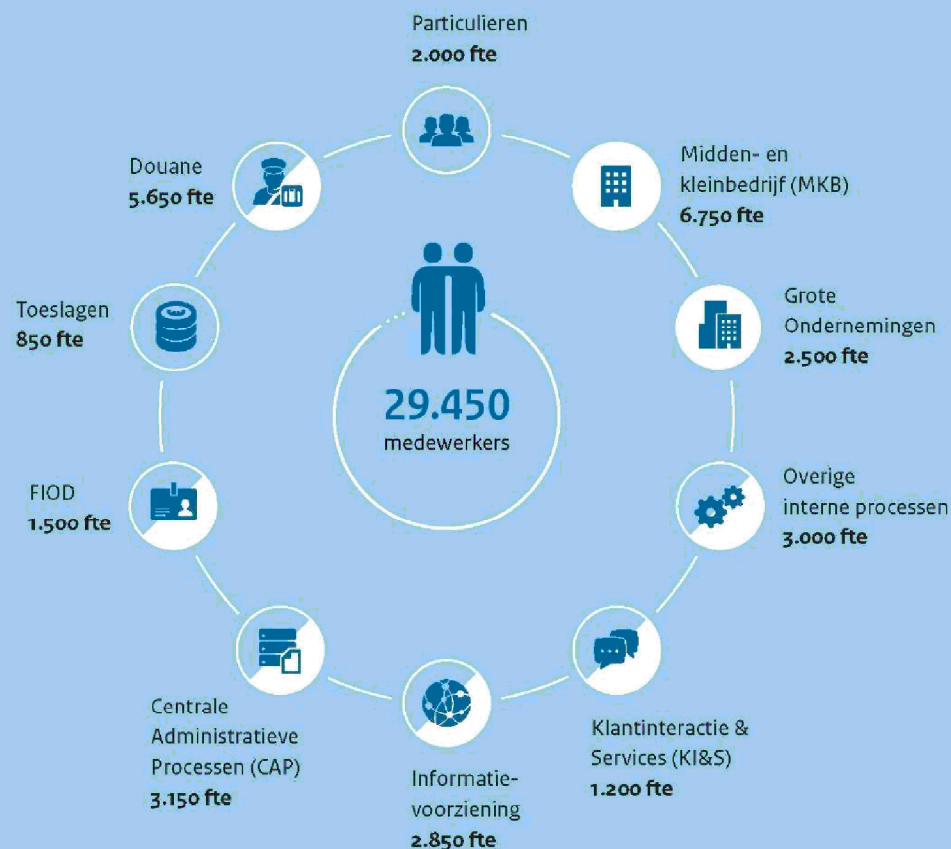 Particulieren
2.000 fte
Midden- en
kleinbedrijf (MKB)
6.750 fte
Grote
Ondernemingen
2.500 fte
Overige
interne processen
3.000 fte
Klantinteractie &
Services (KI&S)
1.200 fte
Informatie-
voorziening
2.850 fte
Centrale
Administratieve
Processen (CAP)
3.150 fte
FIOD
1.500 fte
Toeslagen
850 fte
Douane
5.650 fte
29.450
medewerkers